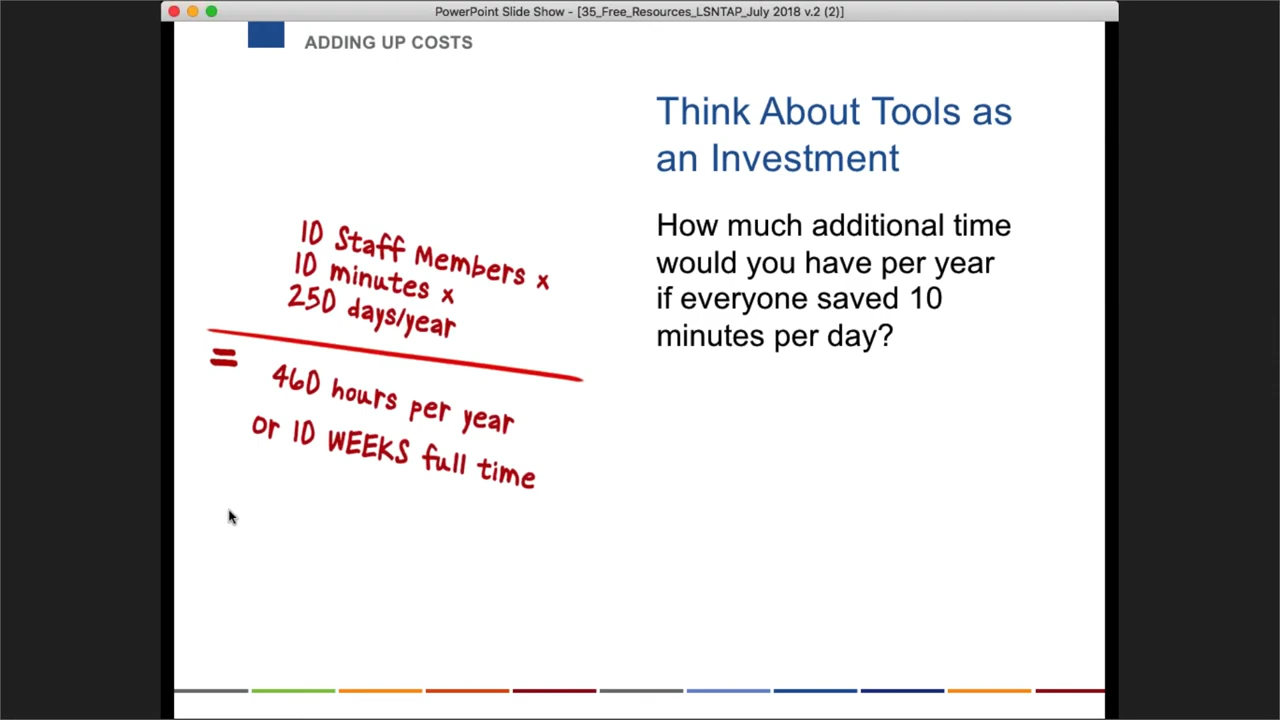 PowerPoint Slide Show - [35_Free_Resources_LSNTAP_July 2018 v.2 (2)]
ADDING UP COSTS
Think About Tools as
an Investment
How much additional time
would you have per year
if everyone saved 10
minutes per day?
10 Staff Members x
10 minutes x
250 days/year
= 460 hours per year
or 10 WEEKS full time